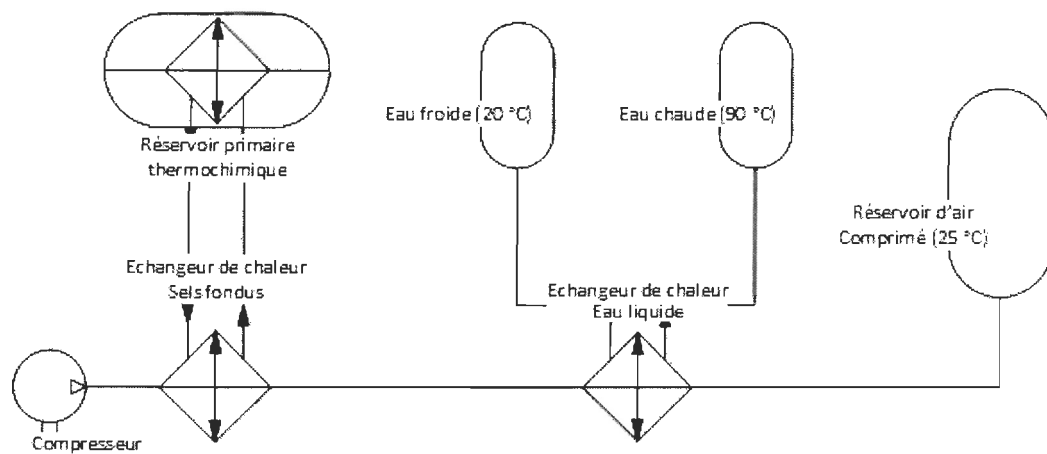 Eau froide (20 °C)
Eau chaude (90 °C)
Réservoir primaire
thermochimique
Réservoir d'air
Comprimé (25 °C)
Echangeur de chaleur
Sels fondus
Echangeur de chaleur
Eau liquide
Compresseur